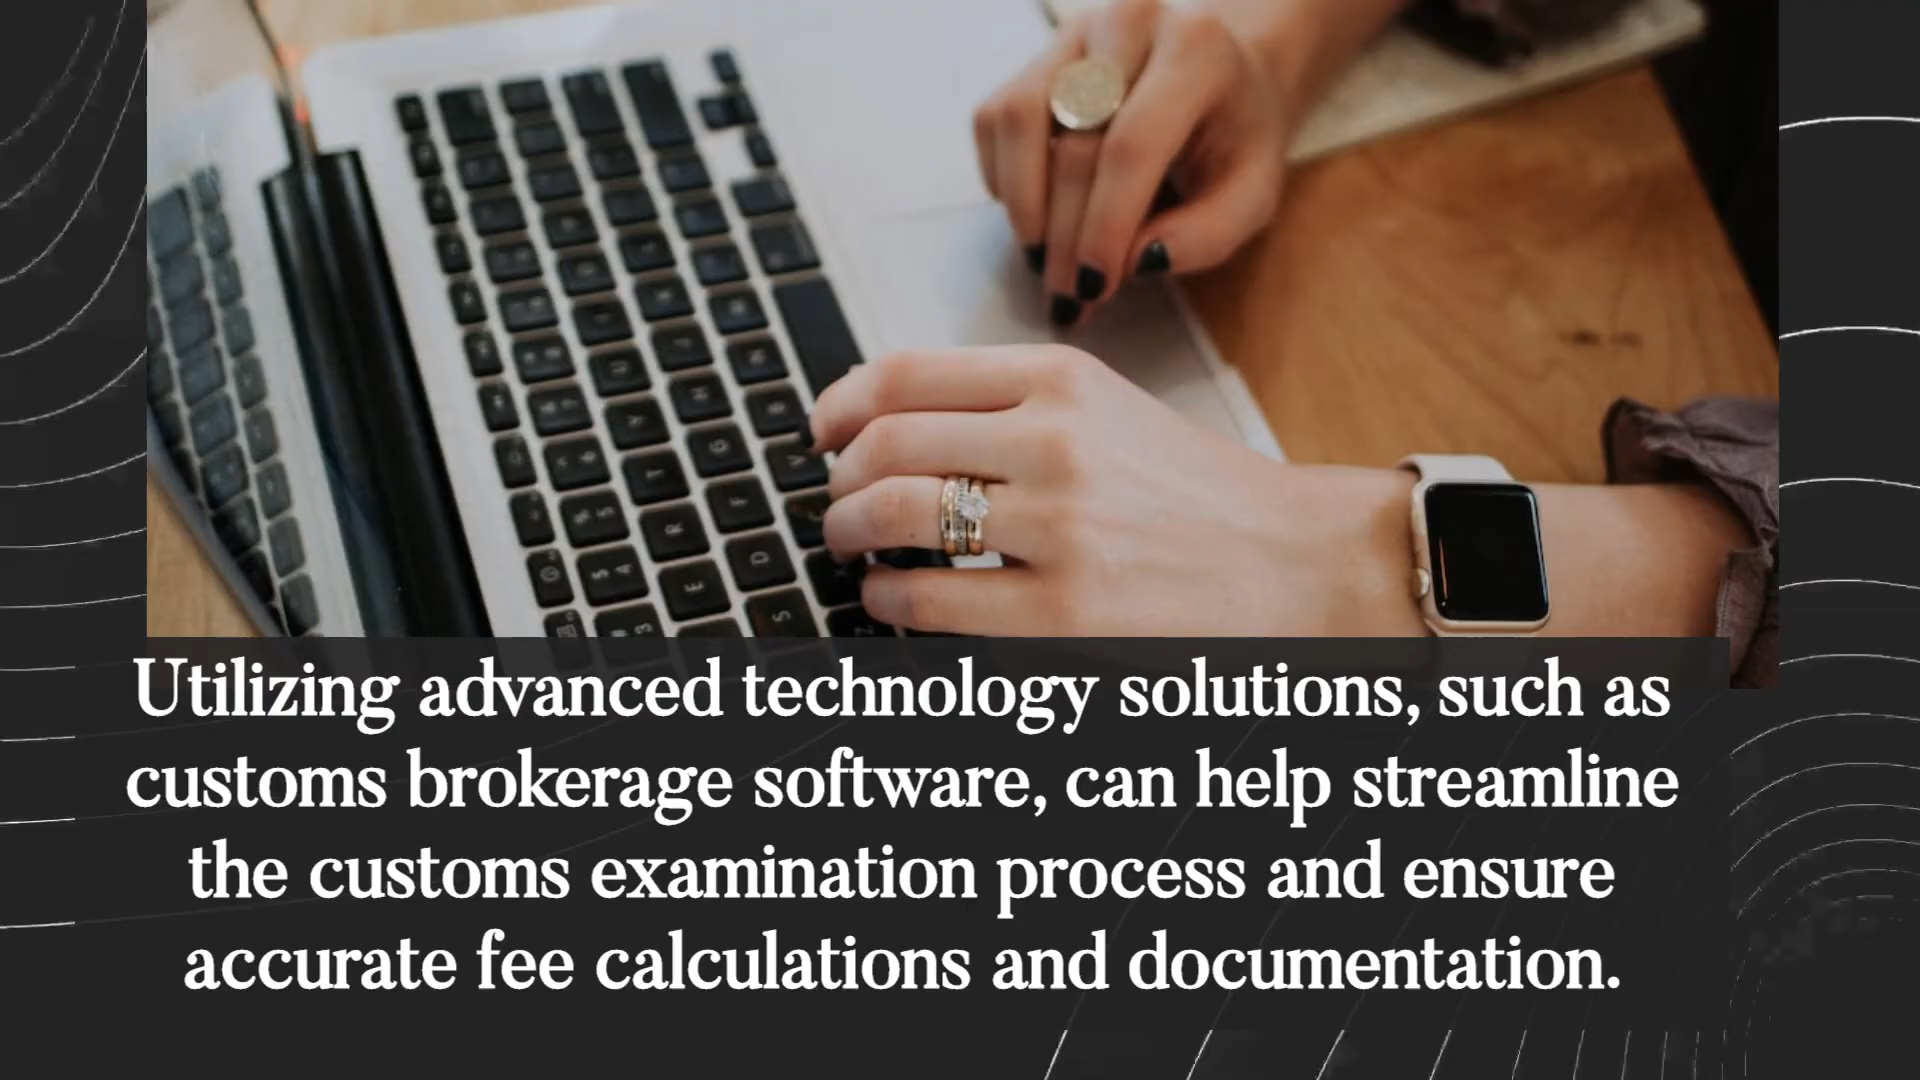 Utilizing advanced technology solutions, such as
customs brokerage software, can help streamline
the customs examination process and ensure
accurate fee calculations and documentation.